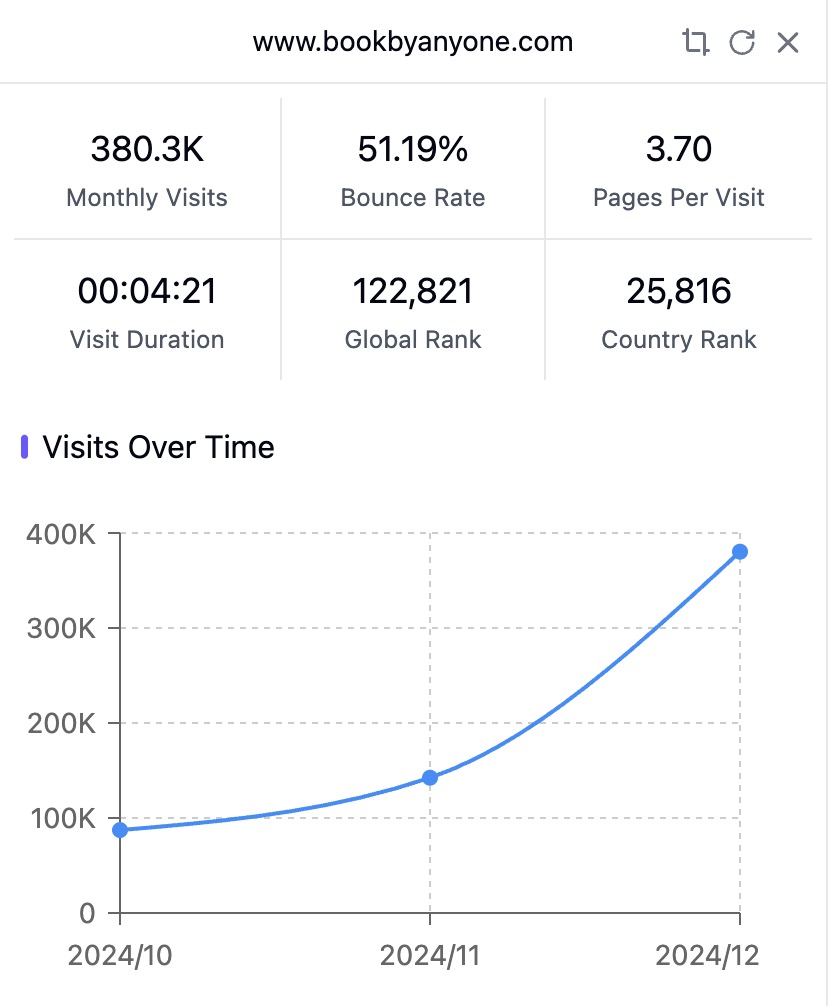 www.bookbyanyone.com
380.3K
51.19%
3.70
Monthly Visits
Bounce Rate
Pages Per Visit
00:04:21
122,821
25,816
Visit Duration
Global Rank
Country Rank
Visits Over Time
400K
300K
200K
100K
0
2024/10
2024/11
2024/12